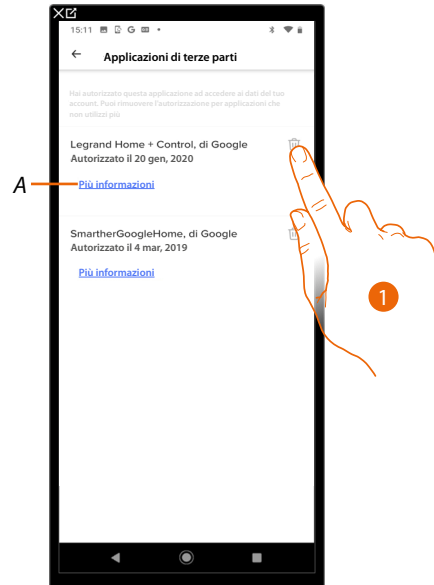 15:11
Applicazioni di terze parti
Hai autorizzato questa applicazione ad accedere ai dati del tuo
account, Puoi rimuovere l'autorizzazione per applicazioni che
non utilizzi più
Legrand Home + Control, di Google
Autorizzato il 20 gen, 2020
A
Più informazioni
SmartherGoogleHome, di Google
Autorizzato il 4 mar, 2019
Più informazioni
1